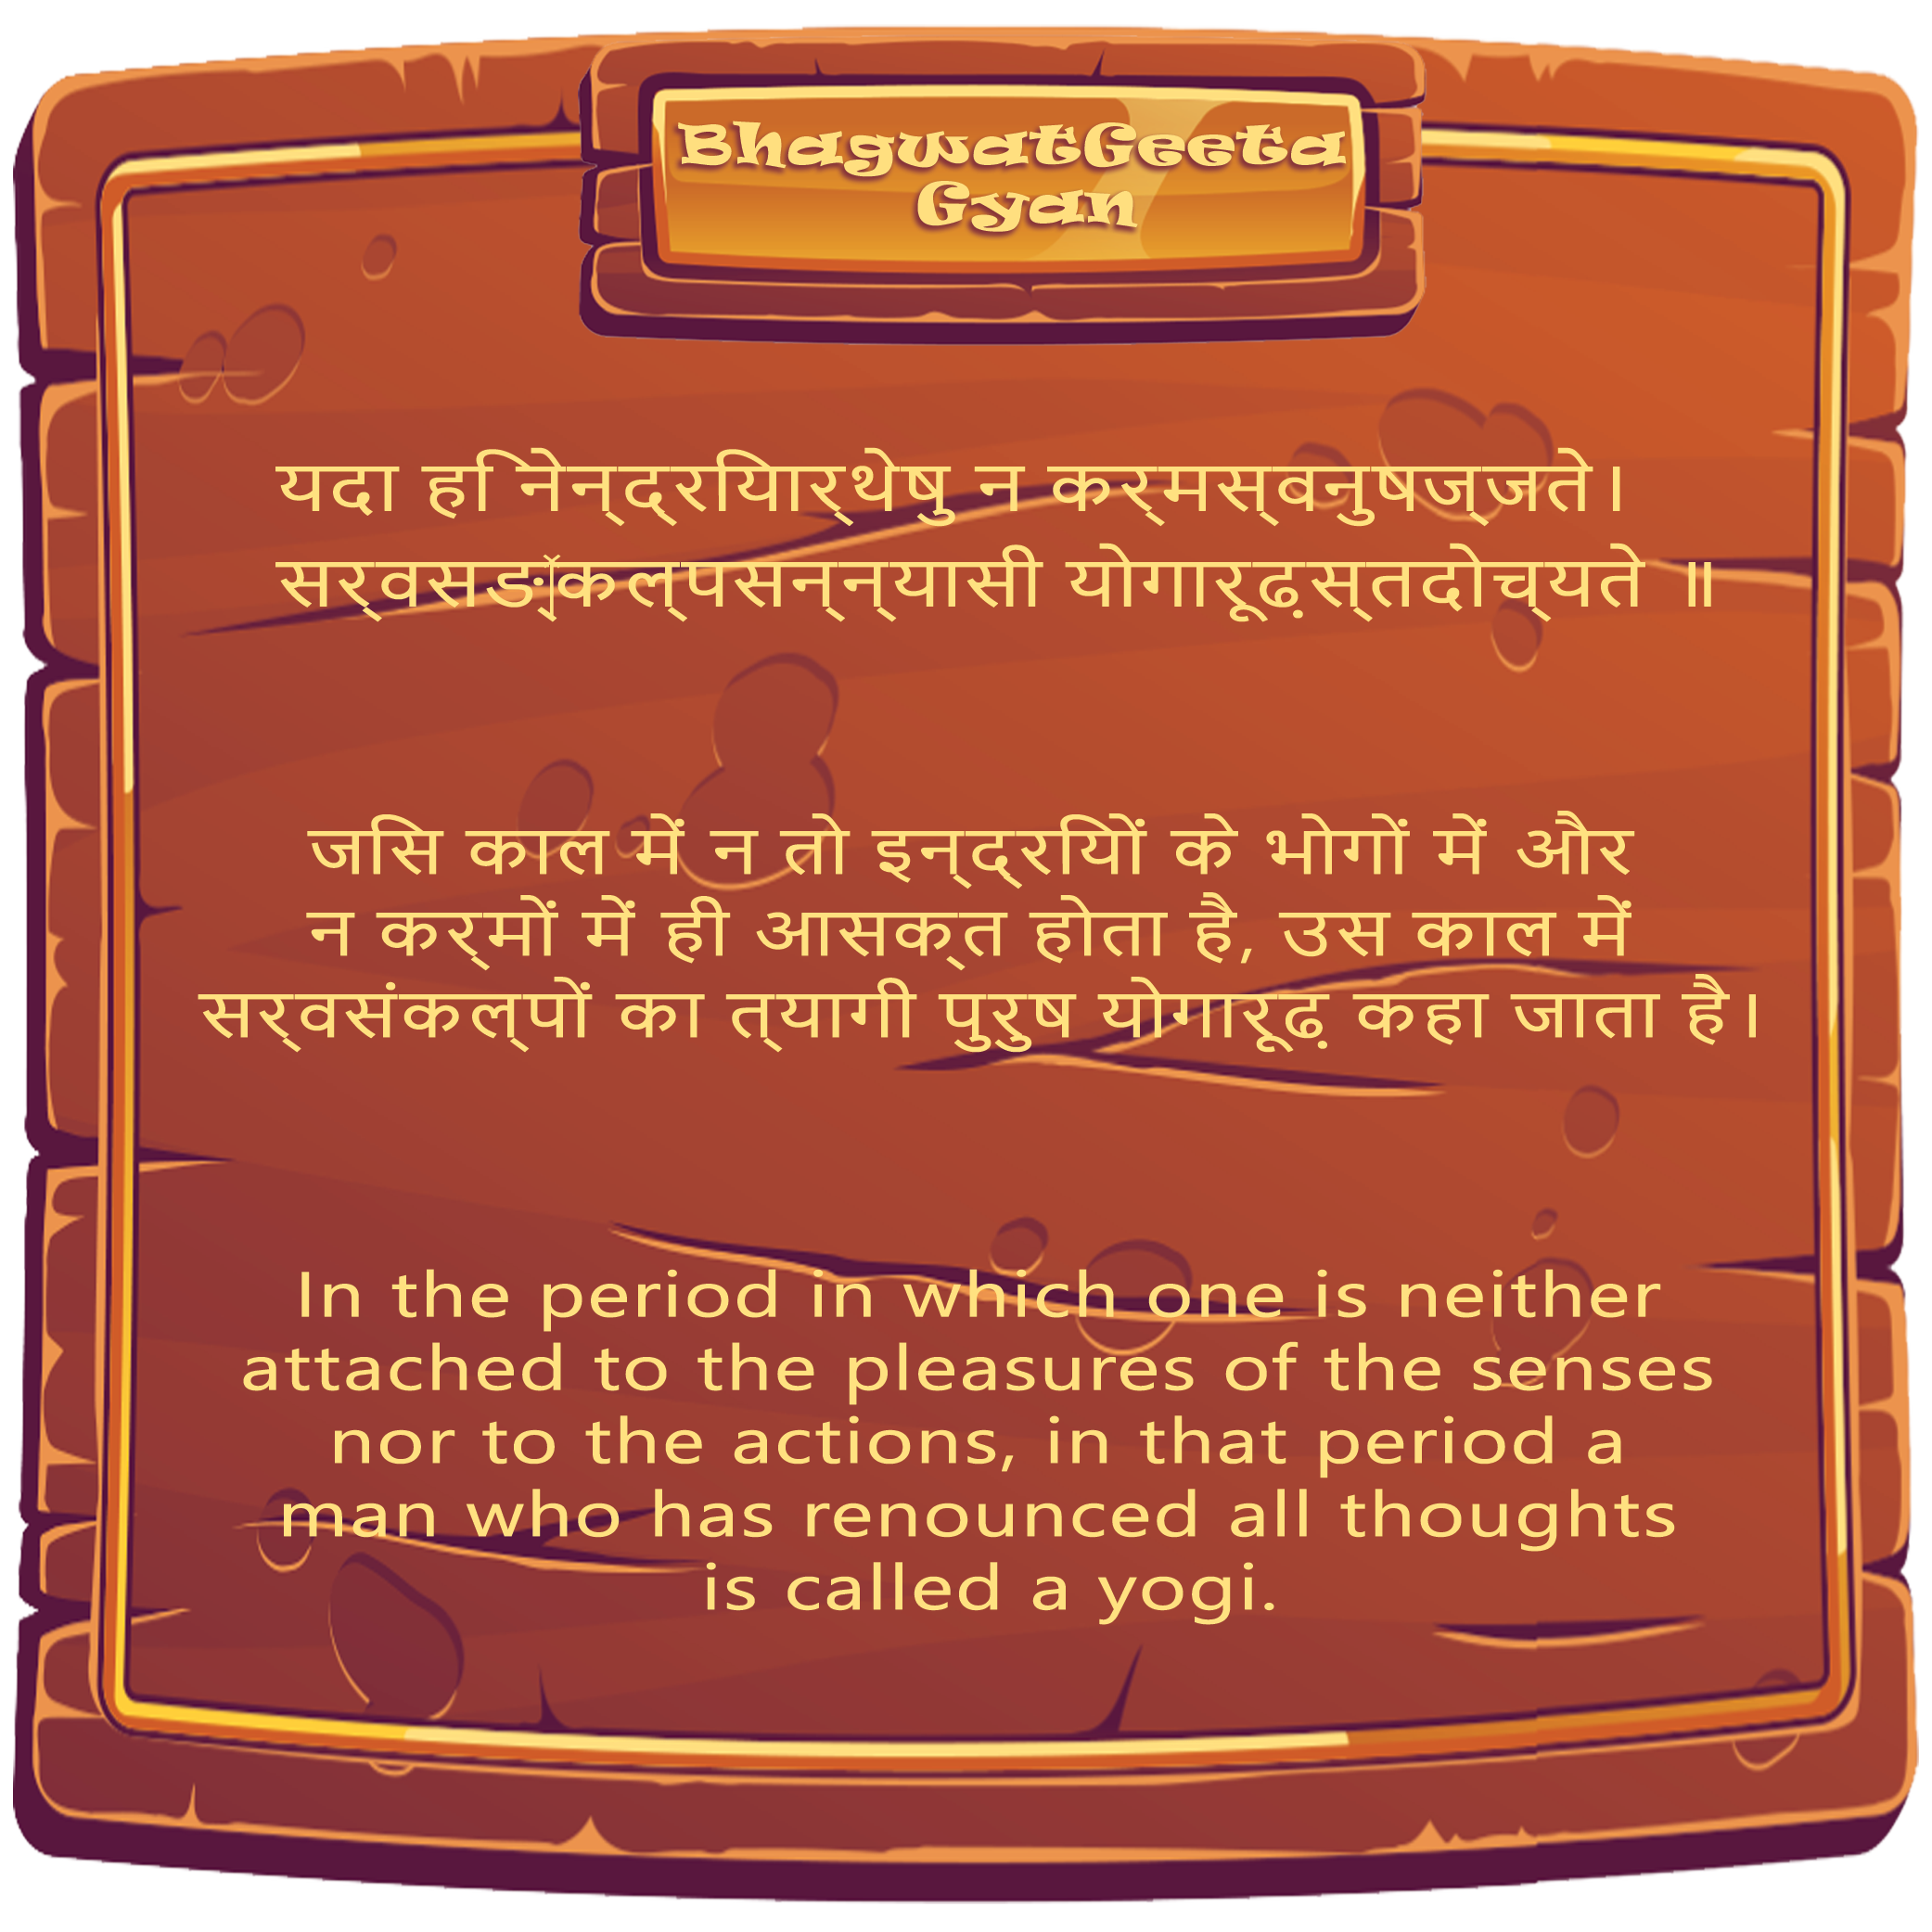 BhagwatGeeta
Gyan
यदा हि नेन्द्रियार्थेषु न कर्मस्वनुषज्जते।
सर्वसङ्कल्पसन्न्यासी योगारूढ़स्तदोच्यते ॥
जिस काल में न तो इन्द्रियों के भोगों में और
न कर्मों में ही आसक्त होता है, उस काल में
सर्वसंकल्पों का त्यागी पुरुष योगारूढ़ कहा जाता है।
In the period in which one is neither
attached to the pleasures of the senses
nor to the actions, in that period a
man who has renounced all thoughts
is called a yogi.